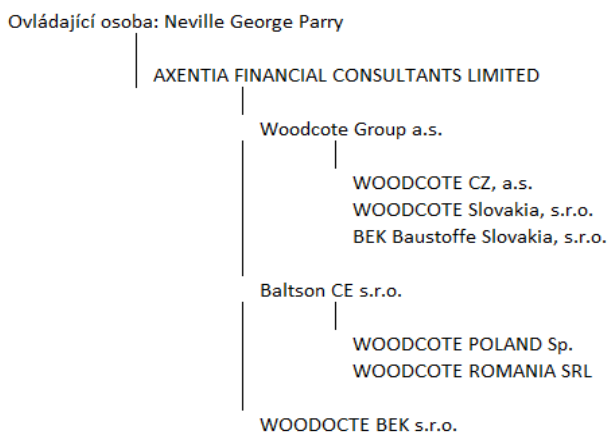 Ovládající osoba: Neville George Parry
AXENTIA FINANCIAL CONSULTANTS LIMITED
Woodcote Group a.s.
WOODCOTE CZ, a.s.
WOODCOTE Slovakia, s.r.o.
BEK Baustoffe Slovakia, s.r.o.
Baltson CE s.r.o.
WOODCOTE POLAND Sp.
WOODCOTE ROMANIA SRL
WOODOCTE BEK s.r.o.